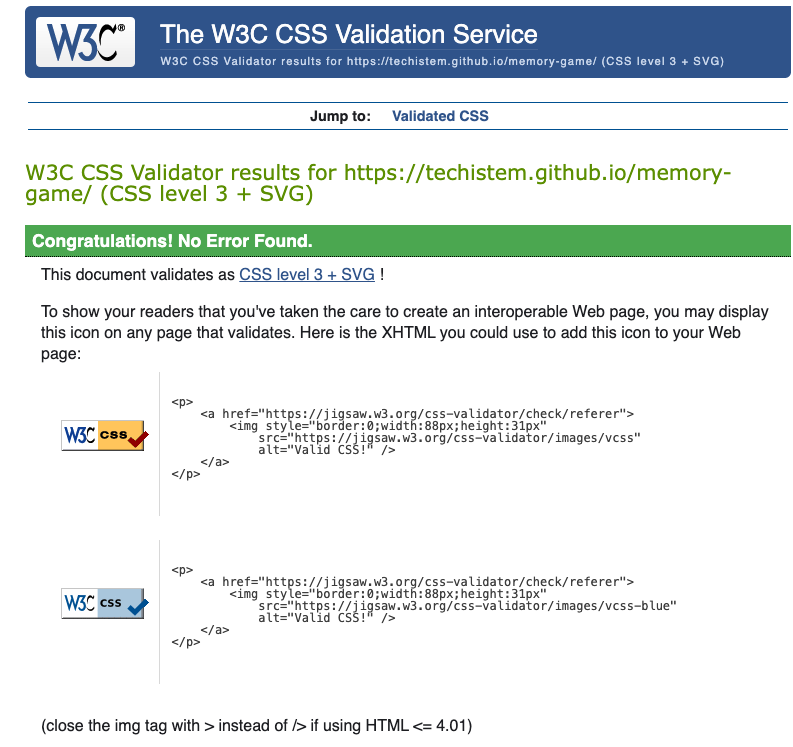 W3C®
The W3C CSS Validation Service
W3C CSS Validator results for https://techistem.github.io/memory-game/ (CSS level 3 + SVG)
Jump to: Validated CSS
W3C CSS Validator results for https://techistem.github.io/memory-
game/ (CSS level 3 + SVG)
Congratulations! No Error Found.
This document validates as CSS level 3 + SVG !
To show your readers that you've taken the care to create an interoperable Web page, you may display
this icon on any page that validates. Here is the XHTML you could use to add this icon to your Web
page:
W3C css
<p>
<a href="https://jigsaw.w3.org/css-validator/check/referer">
<img style="border:0;width:88px;height:31px"
src="https://jigsaw.w3.org/css-validator/images/vcss"
alt="Valid CSS!" />
</a>
</p>
W3C css
<p>
<a href="https://jigsaw.w3.org/css-validator/check/referer">
<img style="border:0;width:88px;height:31px"
src="https://jigsaw.w3.org/css-validator/images/vcss-blue"
alt="Valid CSS!" />
</a>
</p>
(close the img tag with > instead of /> if using HTML <= 4.01)